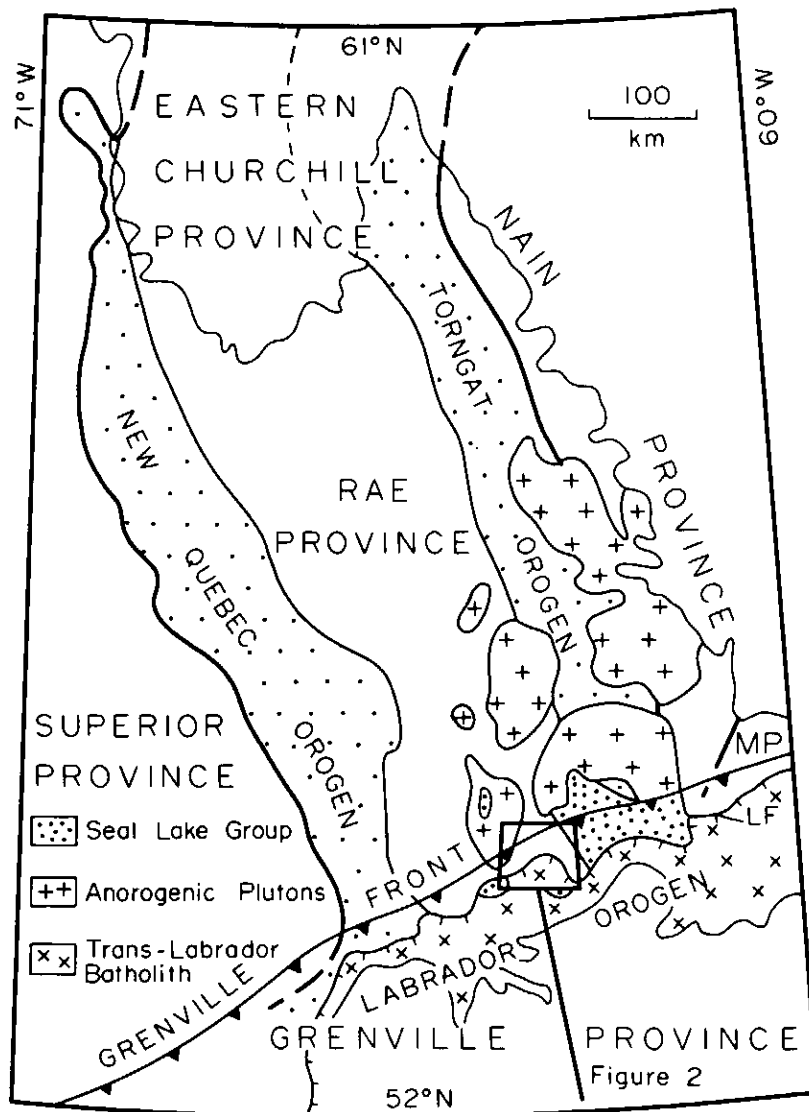 61°N
71°W
60°W
EASTERN
CHURCHILL
PROVINCE
100
km
NAIN
PROVINCE
TORNGAT
OROGEN
NEW
QUEBEC
OROGEN
RAE
PROVINCE
SUPERIOR
PROVINCE
MP
LF
Seal Lake Group
Anorogenic Plutons
Trans-Labrador
Batholith
GRENVILLE FRONT
LABRADORS OROGEN
GRENVILLE PROVINCE
Figure 2
52°N